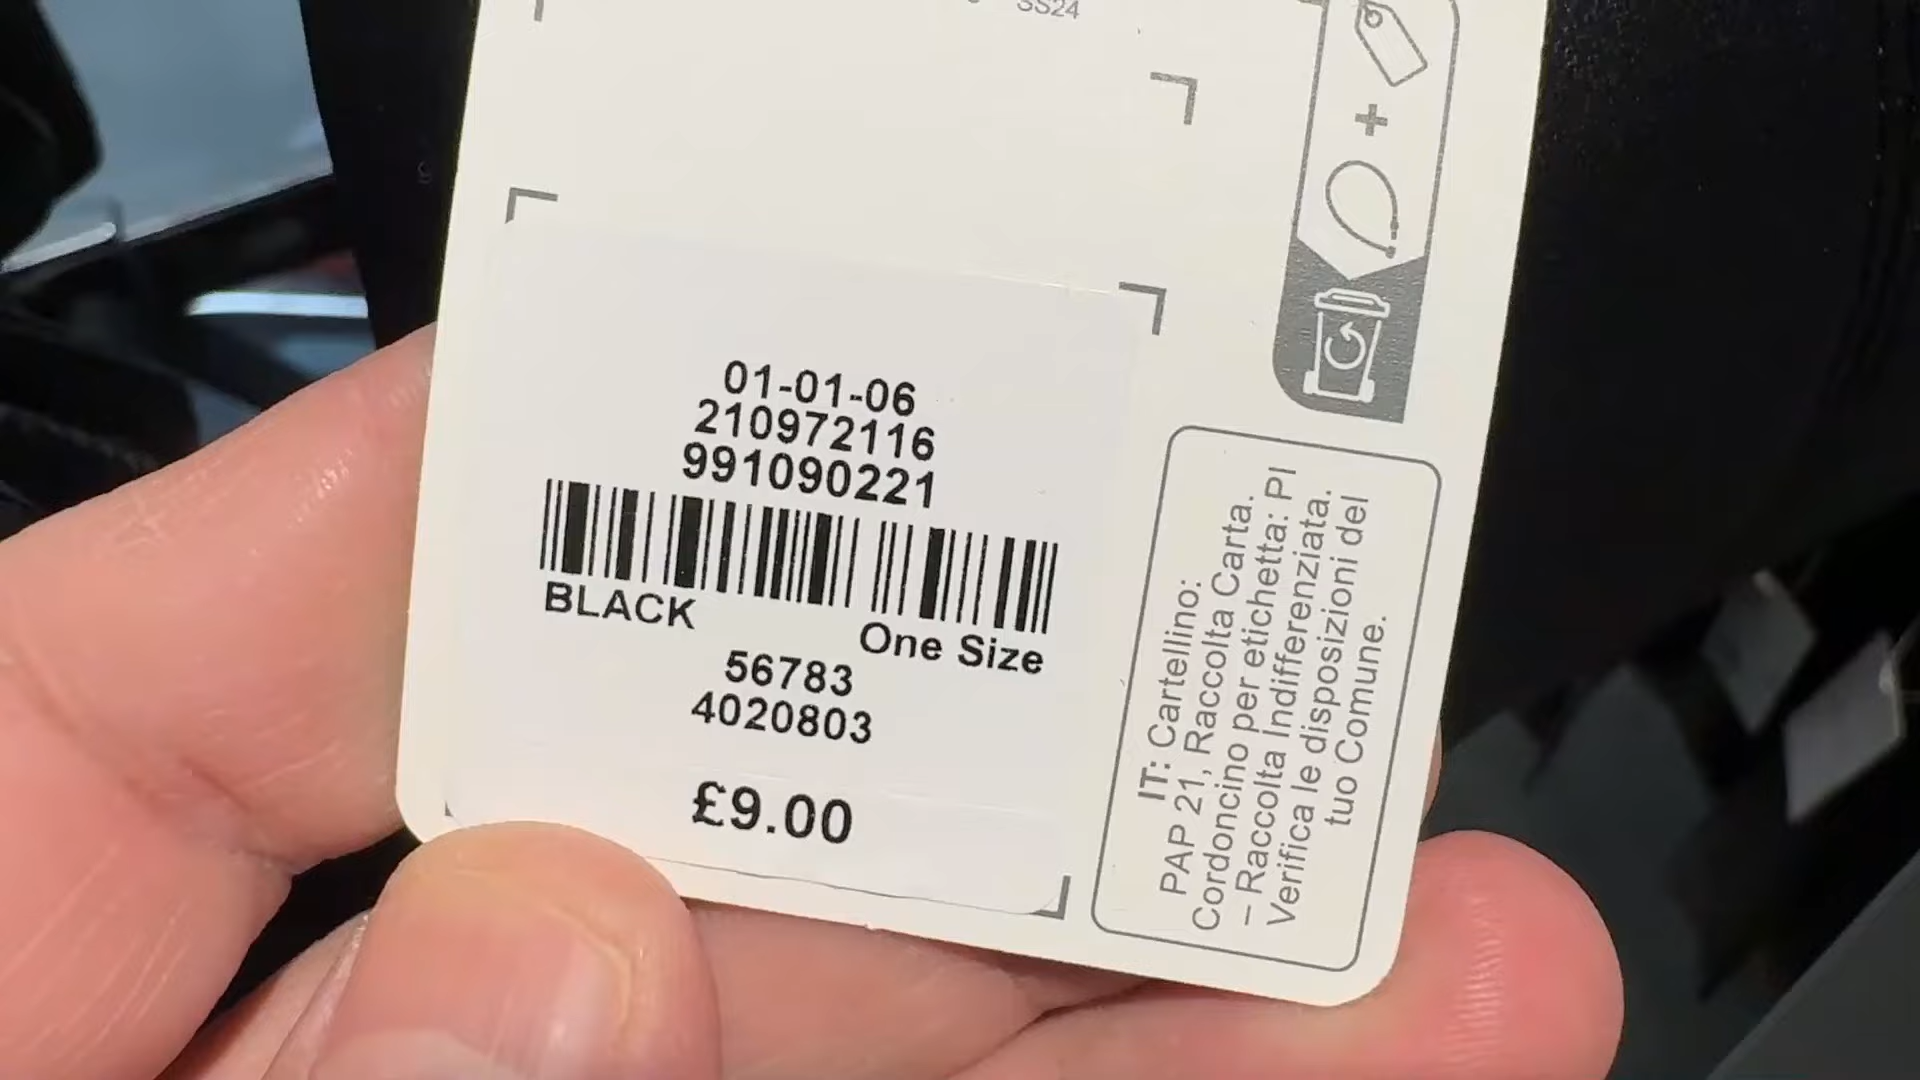 SS24
01-01-06
210972116
991090221
BLACK
One Size
56783
4020803
£9.00
IT: Cartellino:
PAP 21, Raccolta Carta.
Cordoncino per etichetta: PI
– Raccolta Indifferenziata.
Verifica le disposizioni del
tuo Comune.